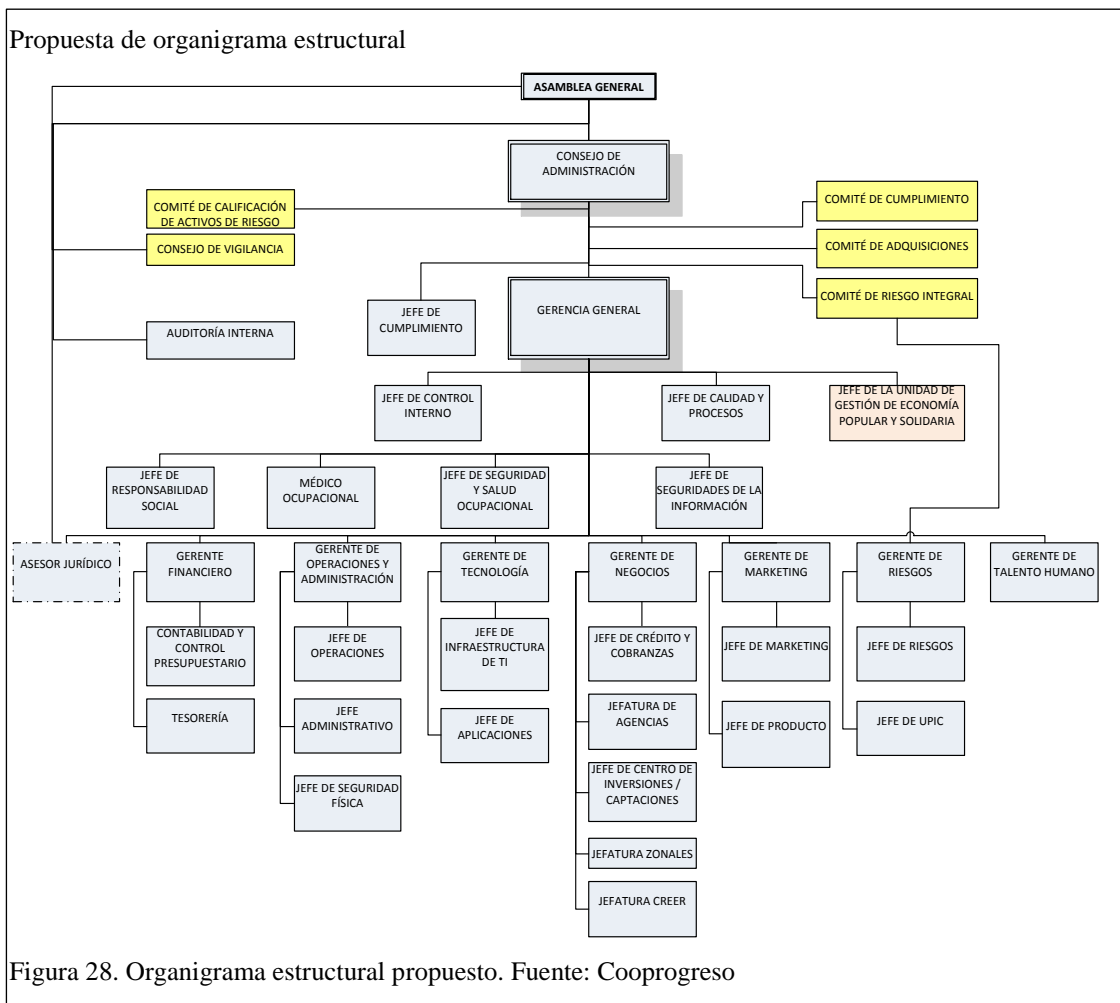 Propuesta de organigrama estructural
ASAMBLEA GENERAL
CONSEJO DE
ADMINISTRACIÓN
COMITÉ DE CALIFICACIÓN
DE ACTIVOS DE RIESGO
COMITÉ DE CUMPLIMIENTO
CONSEJO DE VIGILANCIA
COMITÉ DE ADQUISICIONES
COMITÉ DE RIESGO INTEGRAL
JEFE DE
CUMPLIMIENTO
GERENCIA GENERAL
AUDITORÍA INTERNA
JEFE DE CONTROL
INTERNO
JEFE DE CALIDAD Y
PROCESOS
JEFE DE LA UNIDAD DE
GESTIÓN DE ECONOMÍA
POPULAR Y SOLIDARIA
JEFE DE
RESPONSABILIDAD
SOCIAL
MÉDICO
OCUPACIONAL
JEFE DE SEGURIDAD
Y SALUD
OCUPACIONAL
JEFE DE
SEGURIDADES DE LA
INFORMACIÓN
ASESOR JURÍDICO
GERENTE
FINANCIERO
GERENTE DE
OPERACIONES Y
ADMINISTRACIÓN
GERENTE DE
TECNOLOGÍA
GERENTE DE
NEGOCIOS
GERENTE DE
MARKETING
GERENTE DE
RIESGOS
GERENTE DE
TALENTO HUMANO
CONTABILIDAD Y
CONTROL
PRESUPUESTARIO
JEFE DE
OPERACIONES
JEFE DE
INFRAESTRUCTURA
DE TI
JEFE DE CRÉDITO Y
COBRANZAS
JEFE DE MARKETING
JEFE DE RIESGOS
TESORERÍA
JEFE
ADMINISTRATIVO
JEFE DE
APLICACIONES
JEFATURA DE
AGENCIAS
JEFE DE PRODUCTO
JEFE DE UPIC
JEFE DE SEGURIDAD
FÍSICA
JEFE DE CENTRO DE
INVERSIONES /
CAPTACIONES
JEFATURA ZONALES
JEFATURA CREER
Figura 28. Organigrama estructural propuesto. Fuente: Cooprogreso